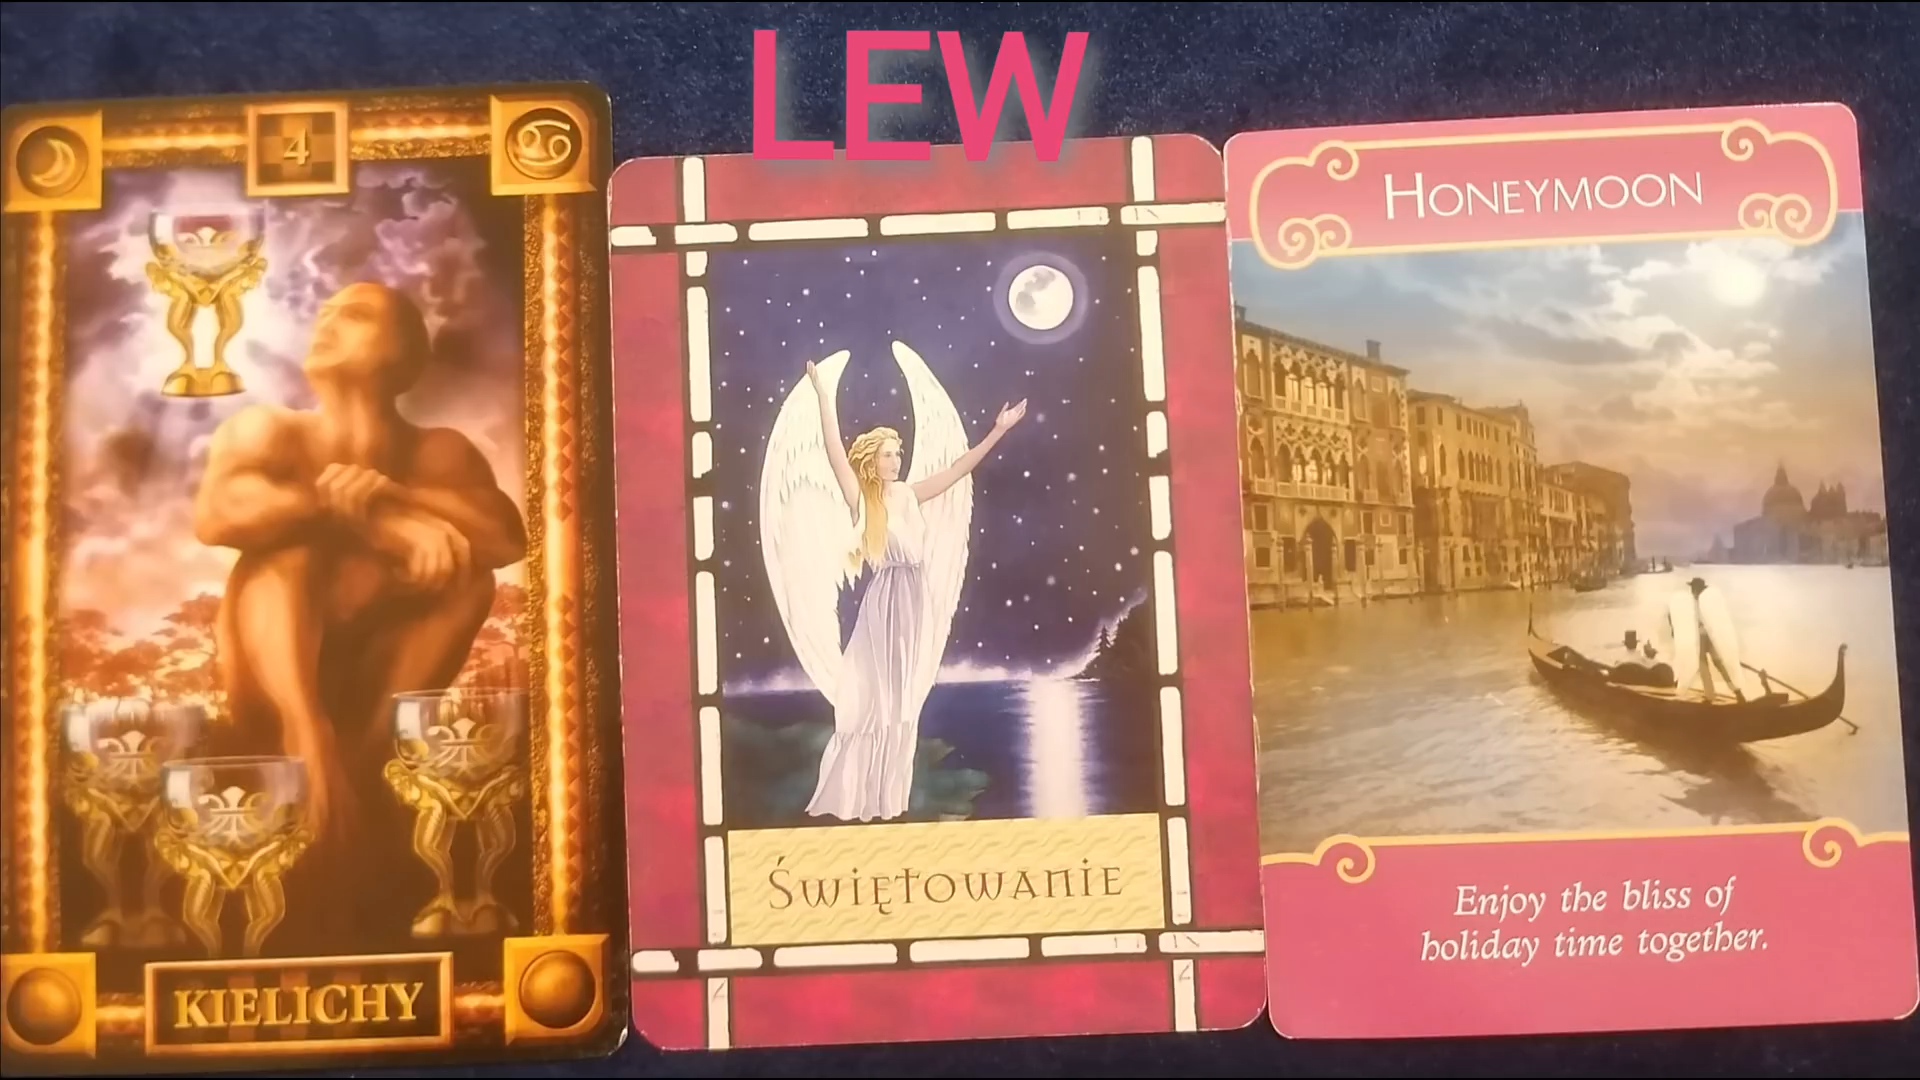 LEW
4
KIELICHY
Świętowanie
HONEYMOON
Enjoy the bliss of
holiday time together.